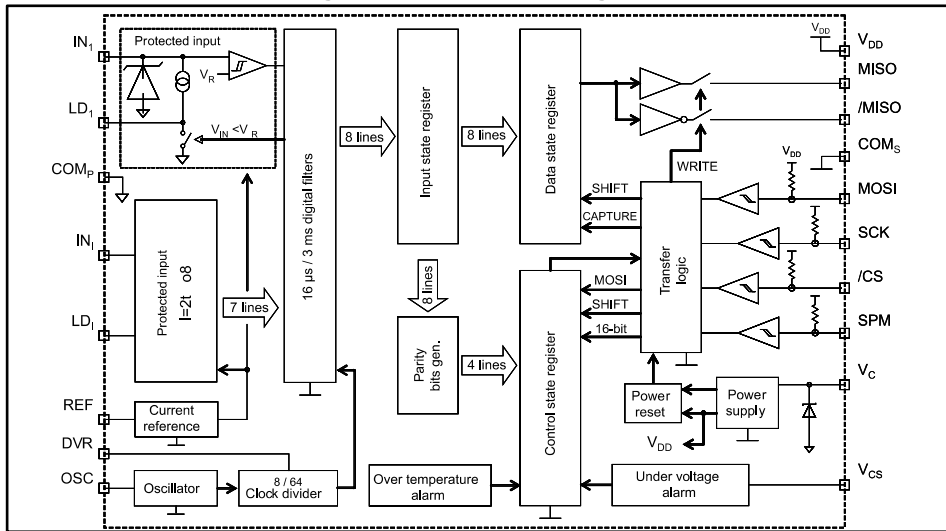 IN1
LD1
COMP
INI
LDI
REF
DVR
OSC
Protected input
VR
VIN <VR
Protected input
I=2t o8
7 lines
Current
reference
Oscillator
8 / 64
Clock divider
16 µs / 3 ms digital filters
8 lines
Input state register
8 lines
8 lines
Parity
bits gen.
4 lines
Over temperature
alarm
Data state register
Control state register
SHIFT
CAPTURE
MOSI
SHIFT
16-bit
WRITE
Transfer
logic
Power
reset
Power
supply
VDD
Under voltage
alarm
VDD
VDD
VDD
VDD
MISO
/MISO
COMS
MOSI
SCK
/CS
SPM
VC
VCS